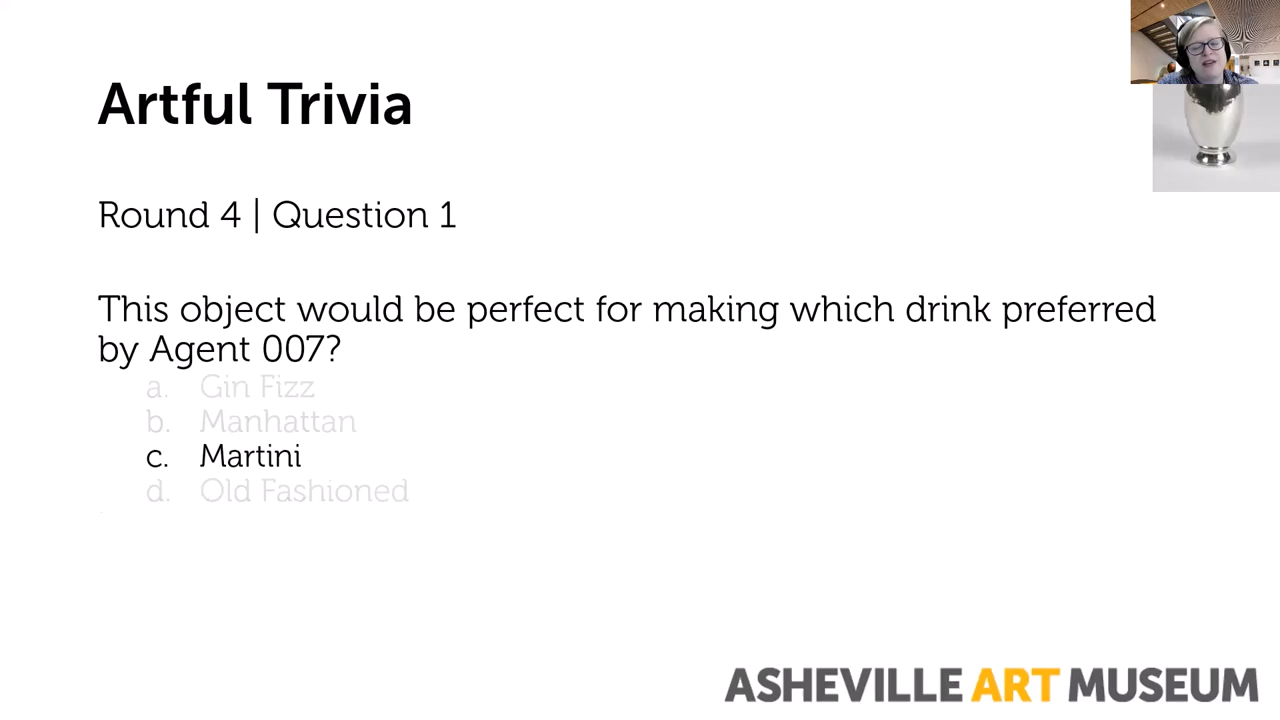 Artful Trivia
Round 4 | Question 1
This object would be perfect for making which drink preferred
by Agent 007?
a. Gin Fizz
b. Manhattan
c. Martini
d. Old Fashioned
ASHEVILLE ART MUSEUM